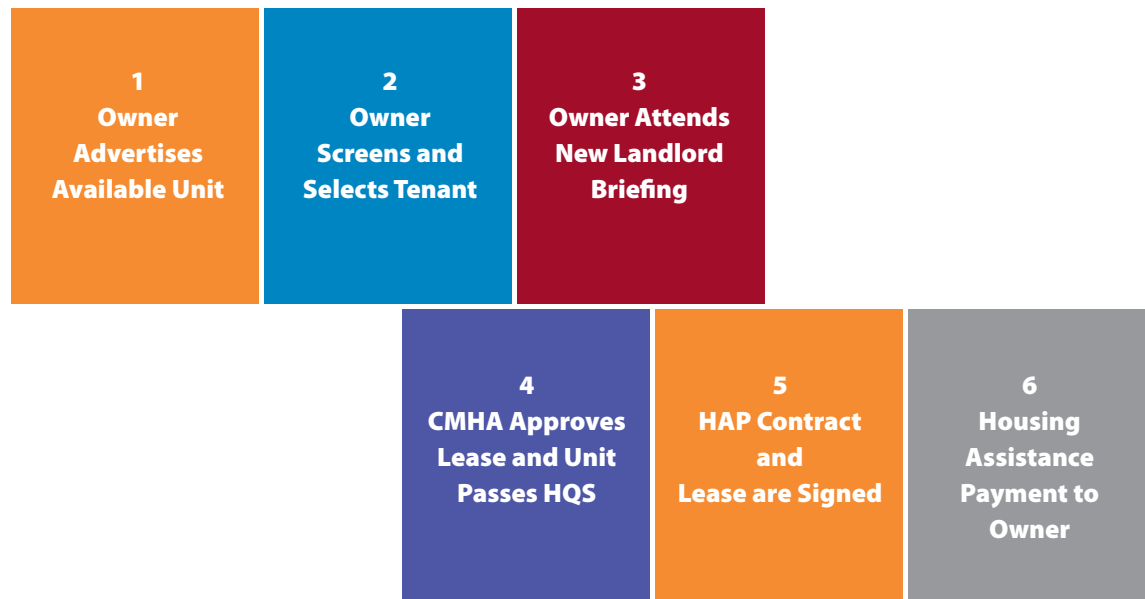 1
Owner
Advertises
Available Unit
2
Owner
Screens and
Selects Tenant
3
Owner Attends
New Landlord
Briefing
4
CMHA Approves
Lease and Unit
Passes HQS
5
HAP Contract
and
Lease are Signed
6
Housing
Assistance
Payment to
Owner